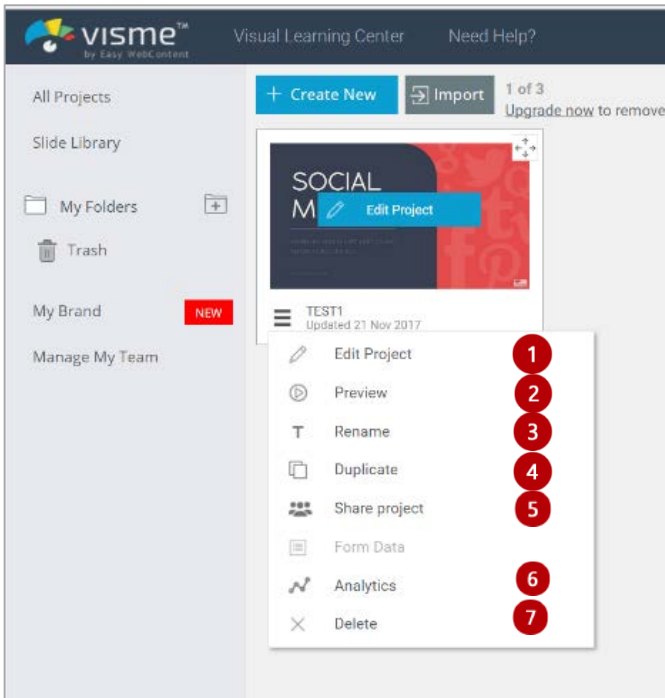 visme™
by Easy WebContent
Visual Learning Center
Need Help?
All Projects
Slide Library
My Folders
Trash
My Brand
NEW
Manage My Team
+ Create New
Import
1 of 3
Upgrade now to remove
SOCIAL
M
Edit Project
TEST1
Updated 21 Nov 2017
Edit Project 1
Preview 2
T Rename 3
Duplicate 4
Share project 5
Form Data
Analytics 6
Delete 7